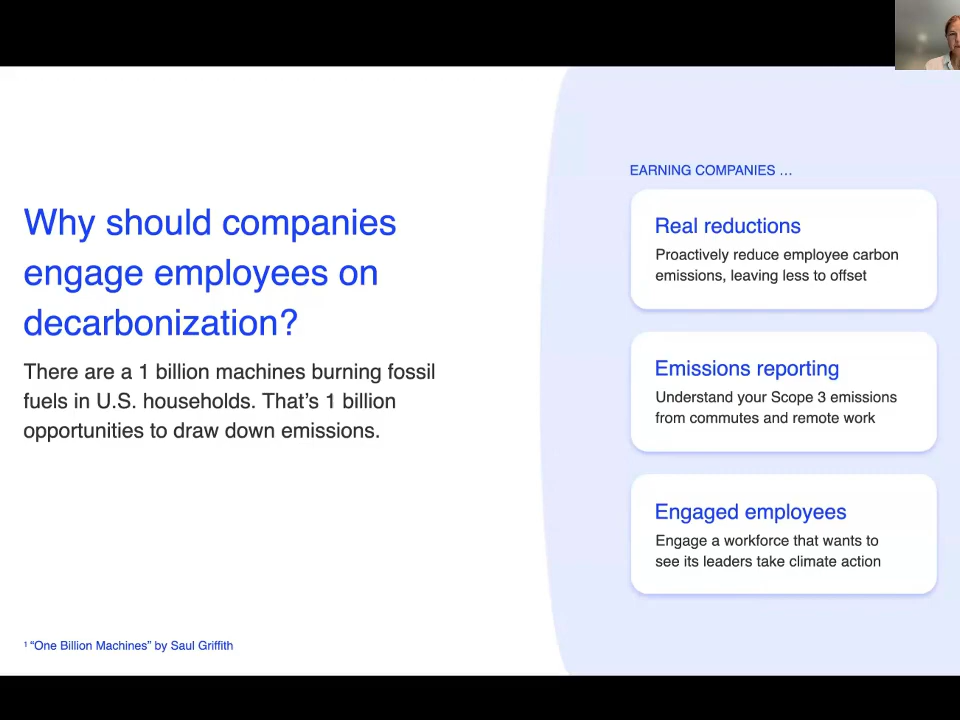 Why should companies
engage employees on
decarbonization?
There are a 1 billion machines burning fossil
fuels in U.S. households. That’s 1 billion
opportunities to draw down emissions.
¹ “One Billion Machines” by Saul Griffith
EARNING COMPANIES …
Real reductions
Proactively reduce employee carbon
emissions, leaving less to offset
Emissions reporting
Understand your Scope 3 emissions
from commutes and remote work
Engaged employees
Engage a workforce that wants to
see its leaders take climate action